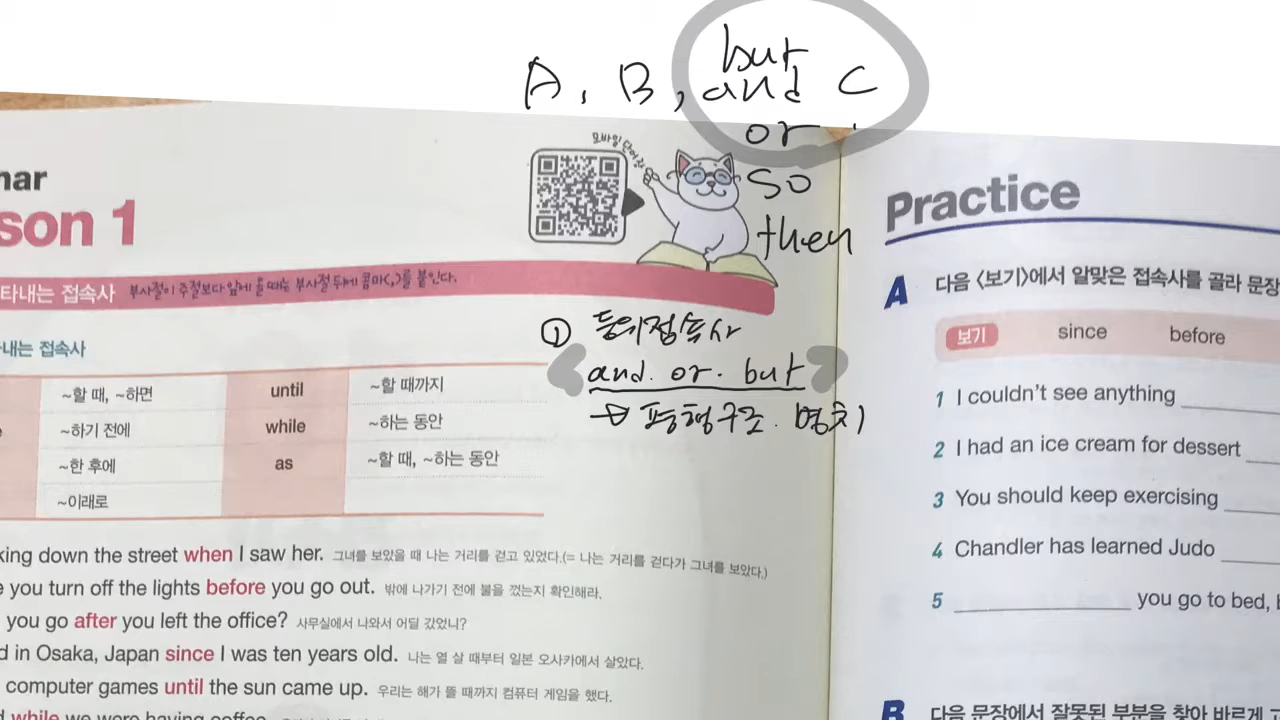 but
A, B, and C
or
so
then
모바일 단어장
son 1
타내는 접속사 부사절이 주절보다 앞에 올 때는 부사절 뒤에 콤마(,)를 붙인다.
내는 접속사
~할 때, ~하면 until ~할 때까지
~하기 전에 while ~하는 동안
~한 후에 as ~할 때, ~하는 동안
~이래로
① 등위접속사
and. or. but
→ 병렬구조. 병치
king down the street when I saw her. 그녀를 보았을 때 나는 거리를 걷고 있었다.(= 나는 거리를 걷다가 그녀를 보았다.)
you turn off the lights before you go out. 밖에 나가기 전에 불을 껐는지 확인해라.
you go after you left the office? 사무실에서 나와서 어딜 갔었니?
d in Osaka, Japan since I was ten years old. 나는 열 살 때부터 일본 오사카에서 살았다.
computer games until the sun came up. 우리는 해가 뜰 때까지 컴퓨터 게임을 했다.
while we were having coffee.
Practice
A 다음 〈보기〉에서 알맞은 접속사를 골라 문장
보기 since before
1 I couldn't see anything
2 I had an ice cream for dessert
3 You should keep exercising
4 Chandler has learned Judo
5 you go to bed,
B 다음 문장에서 잘못된 부분을 찾아 바르게